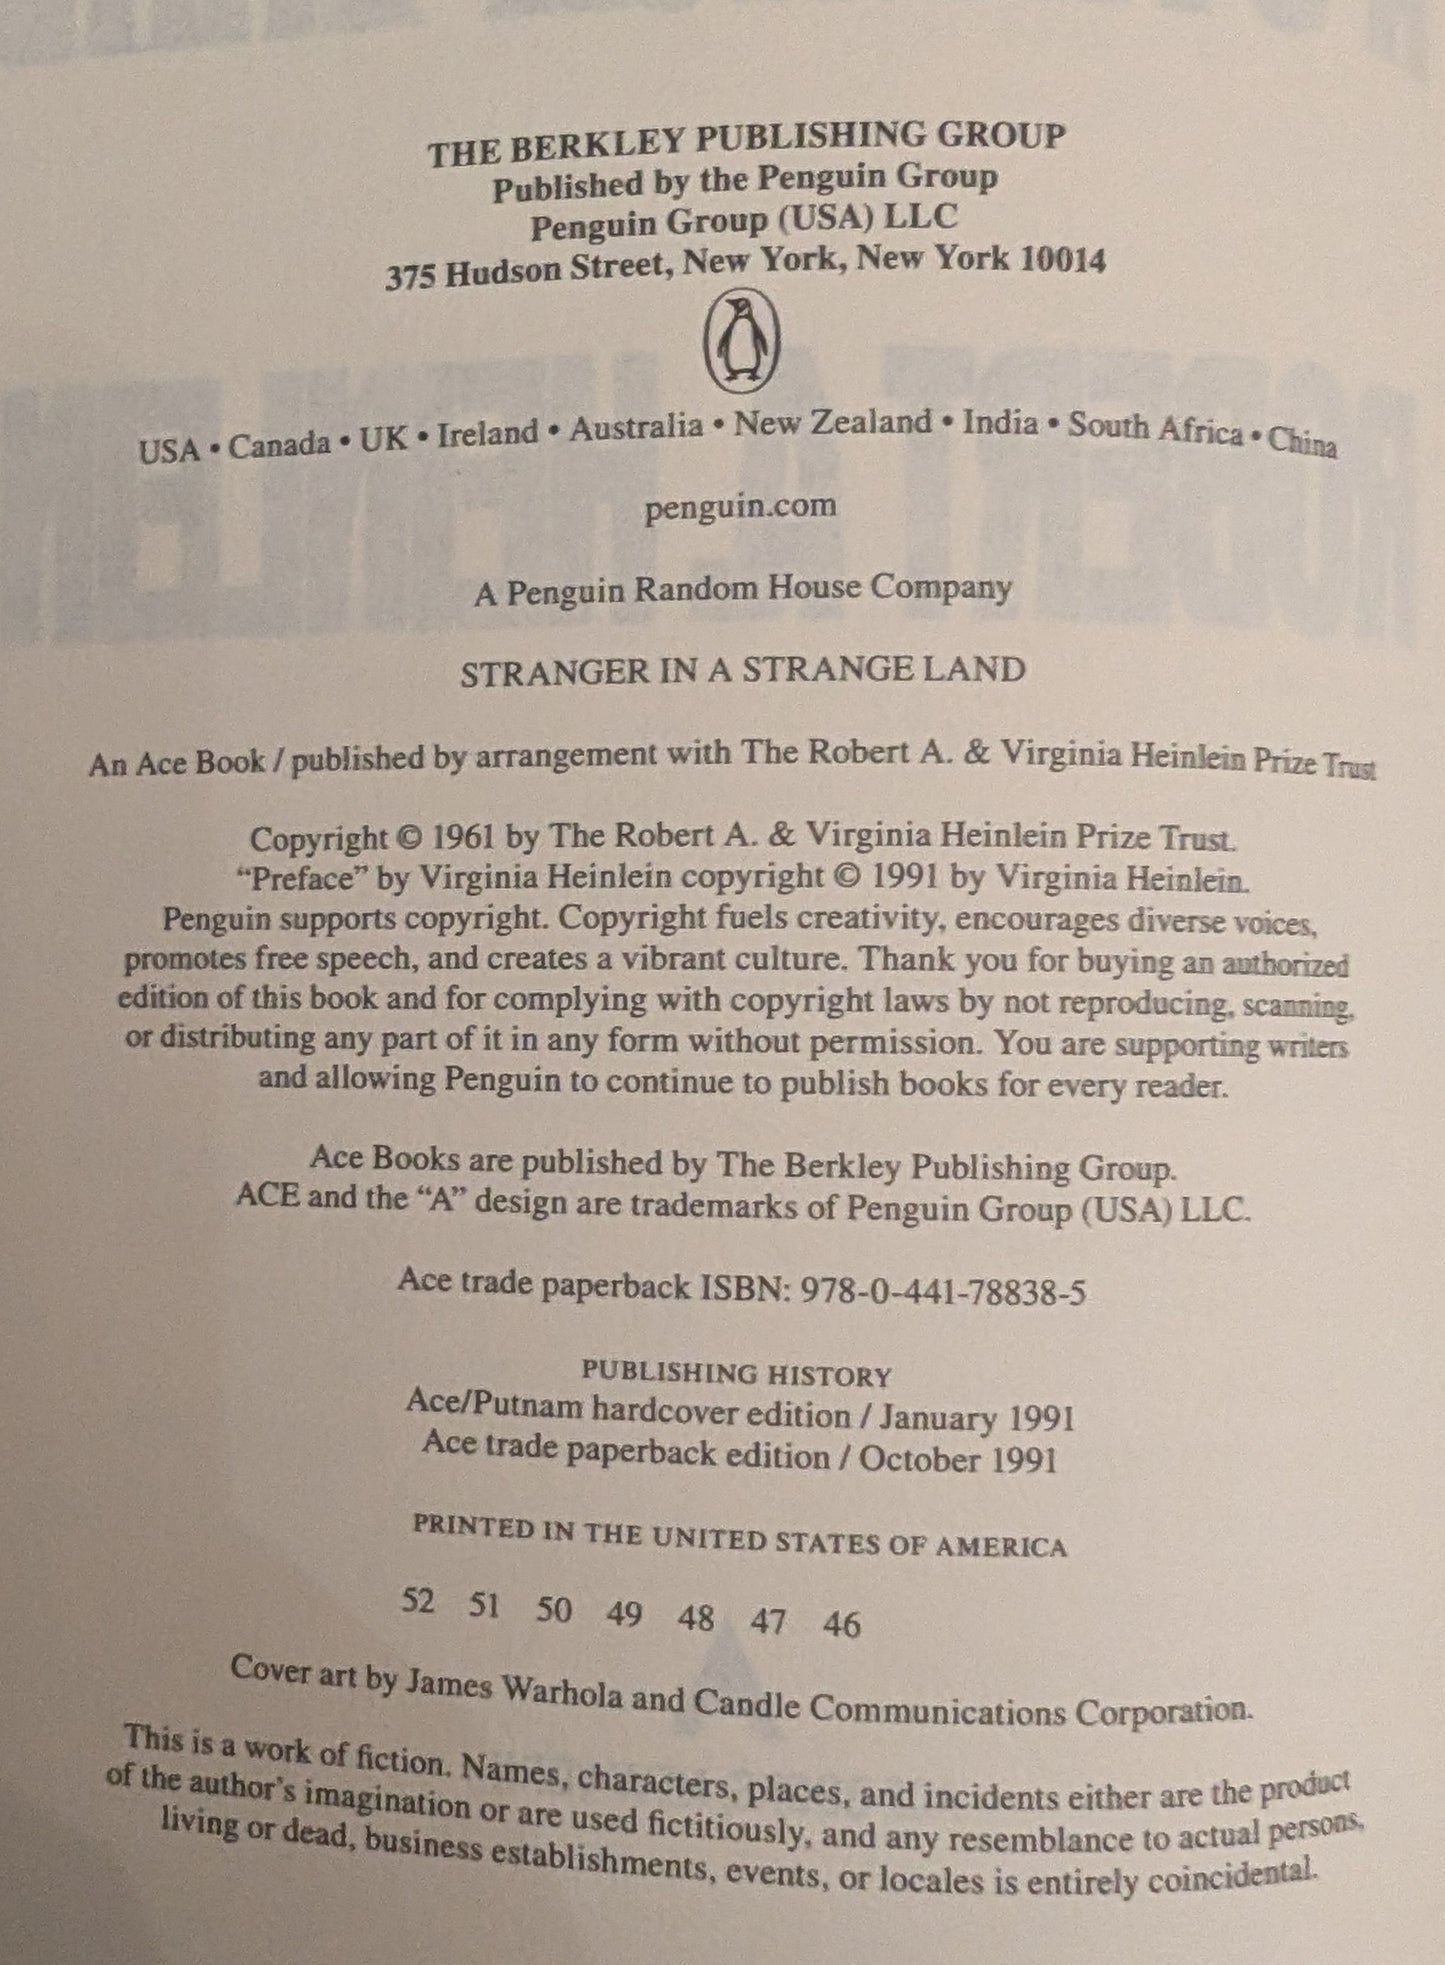 THE BERKLEY PUBLISHING GROUP
Published by the Penguin Group
Penguin Group (USA) LLC
375 Hudson Street, New York, New York 10014
USA • Canada • UK • Ireland • Australia • New Zealand • India • South Africa • China
penguin.com
A Penguin Random House Company
STRANGER IN A STRANGE LAND
An Ace Book / published by arrangement with The Robert A. & Virginia Heinlein Prize Trust
Copyright © 1961 by The Robert A. & Virginia Heinlein Prize Trust.
“Preface” by Virginia Heinlein copyright © 1991 by Virginia Heinlein.
Penguin supports copyright. Copyright fuels creativity, encourages diverse voices,
promotes free speech, and creates a vibrant culture. Thank you for buying an authorized
edition of this book and for complying with copyright laws by not reproducing, scanning,
or distributing any part of it in any form without permission. You are supporting writers
and allowing Penguin to continue to publish books for every reader.
Ace Books are published by The Berkley Publishing Group.
ACE and the “A” design are trademarks of Penguin Group (USA) LLC.
Ace trade paperback ISBN: 978-0-441-78838-5
PUBLISHING HISTORY
Ace/Putnam hardcover edition / January 1991
Ace trade paperback edition / October 1991
PRINTED IN THE UNITED STATES OF AMERICA
52 51 50 49 48 47 46
Cover art by James Warhola and Candle Communications Corporation.
This is a work of fiction. Names, characters, places, and incidents either are the product
of the author’s imagination or are used fictitiously, and any resemblance to actual persons,
living or dead, business establishments, events, or locales is entirely coincidental.